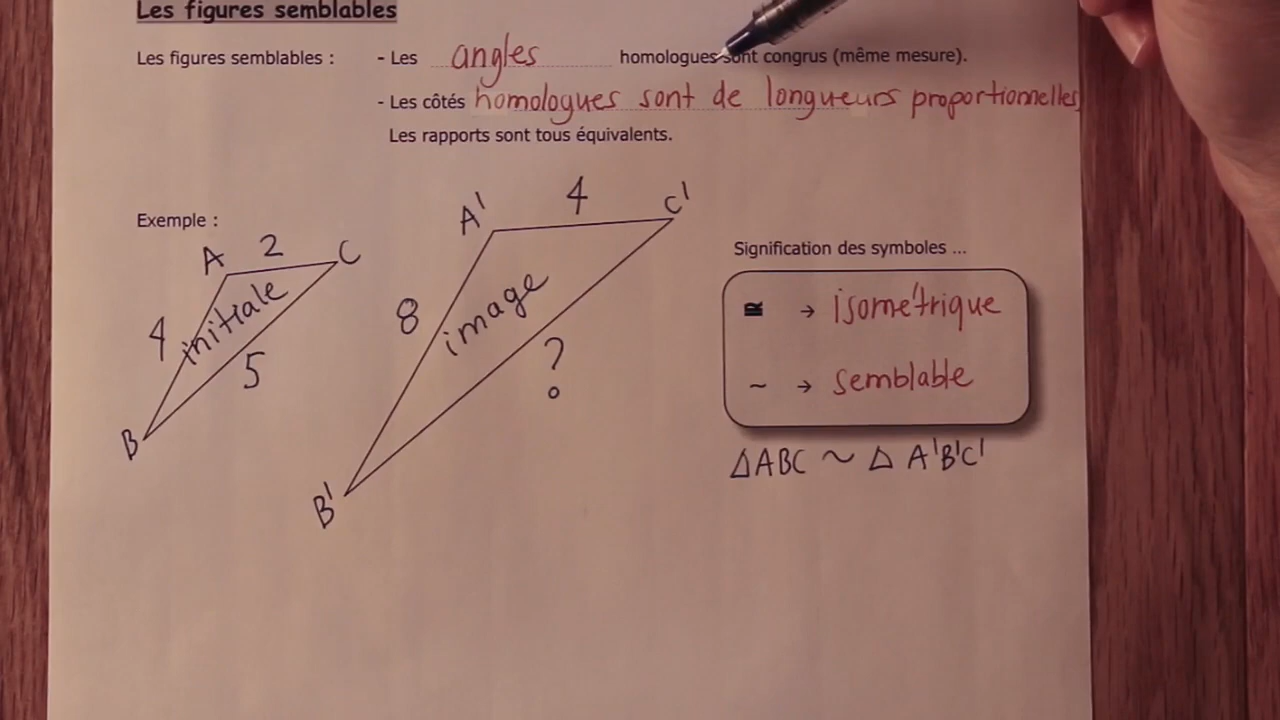 Les figures semblables
Les figures semblables : - Les angles homologues sont congrus (même mesure).
- Les côtés homologues sont de longueurs proportionnelles
Les rapports sont tous équivalents.
Exemple :
A 2 C
4 initiale 5
B
A' 4 C'
8 image ?
B'
Signification des symboles ...
≅ → isométrique
~ → semblable
∆ABC ~ ∆ A'B'C'